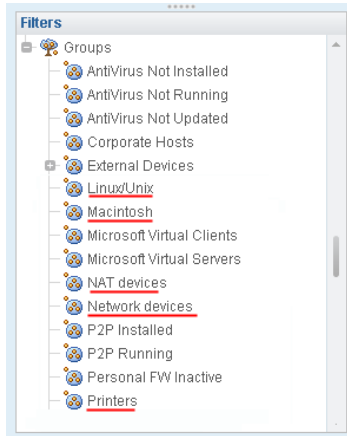 Filters
Groups
AntiVirus Not Installed
AntiVirus Not Running
AntiVirus Not Updated
Corporate Hosts
External Devices
Linux/Unix
Macintosh
Microsoft Virtual Clients
Microsoft Virtual Servers
NAT devices
Network devices
P2P Installed
P2P Running
Personal FW Inactive
Printers